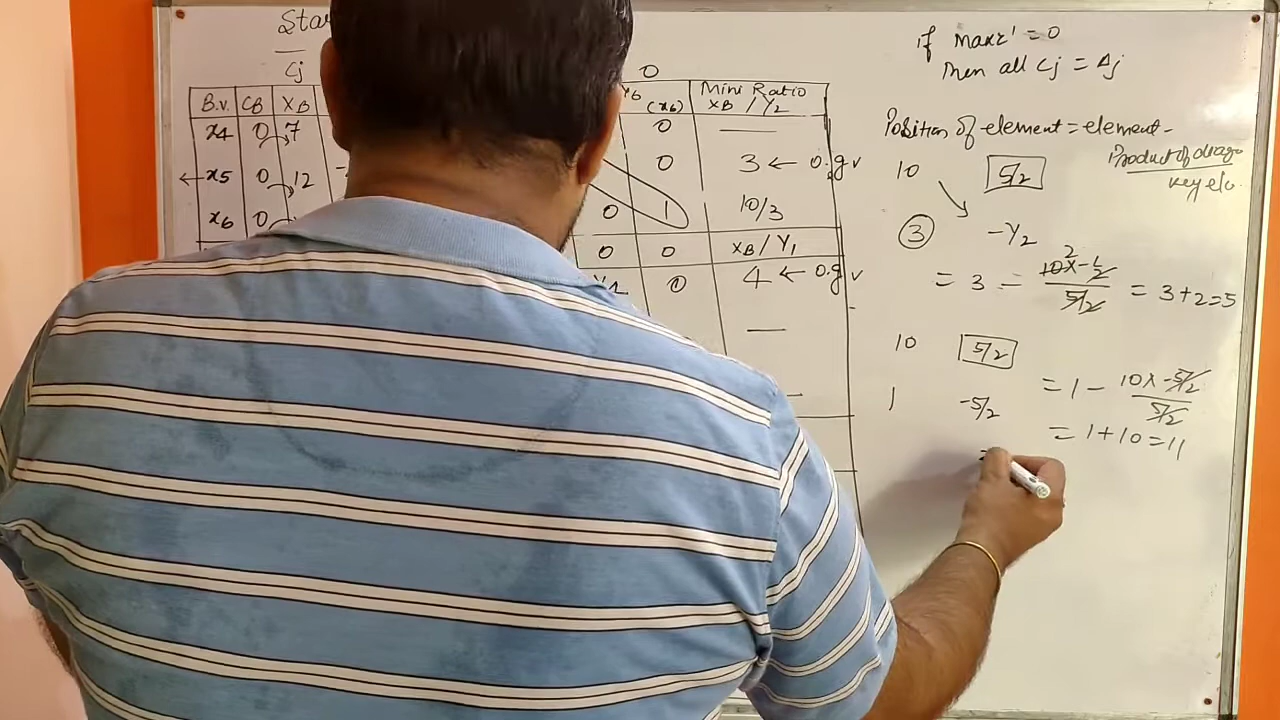 Star
Cj 0
B.V. CB XB Y6 (x6) Mini Ratio XB / Y2
x4 0 7 0 —
← x5 0 12 0 3 ← o.g v
x6 0 0 1 10/3
0 0 XB / Y1
0 4 ← o.g v
—
if max z' = 0
then all Cj = Δj
Position of element = element - Product of diago / key ele.
10 5/2
3 -1/2
= 3 - 10 x -1/2 / 5/2 = 3+2=5
10 5/2
1 -5/2 = 1 - 10 x -5/2 / 5/2
= 1+10=11